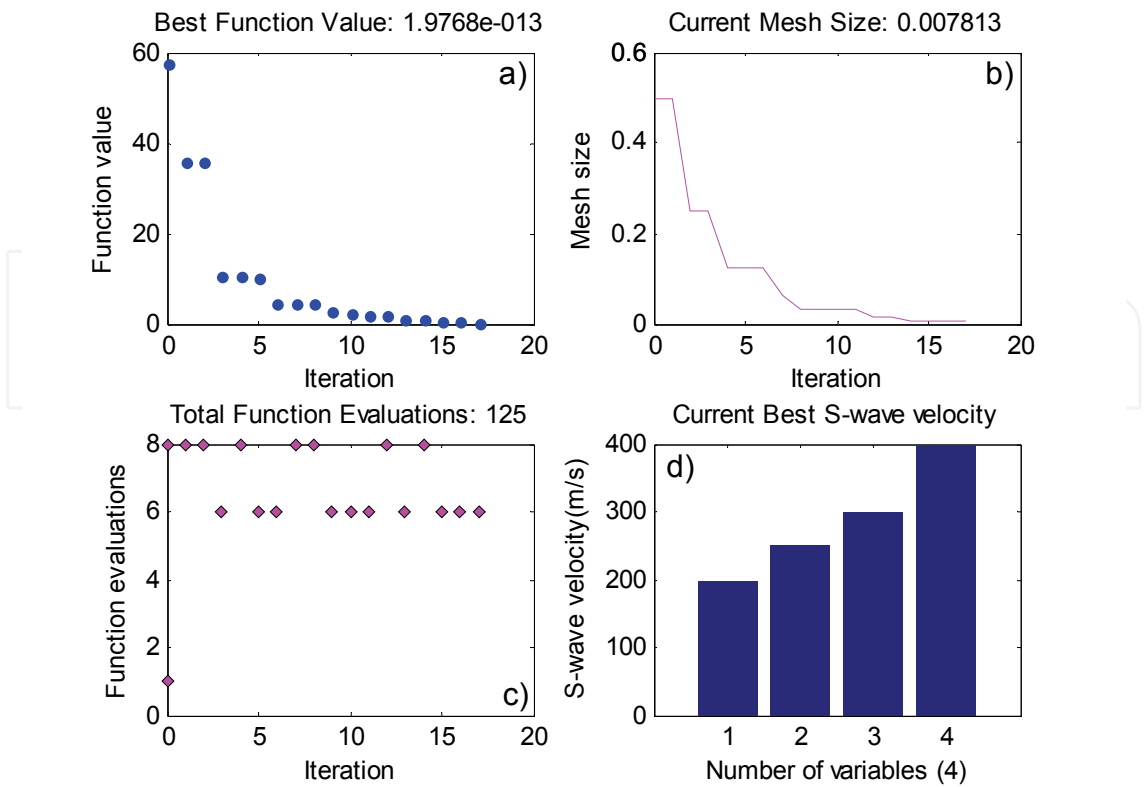 Best Function Value: 1.9768e-013
a)
Function value
60
40
20
0
0
5
10
15
20
Iteration
Current Mesh Size: 0.007813
b)
Mesh size
0.6
0.4
0.2
0
0
5
10
15
20
Iteration
Total Function Evaluations: 125
c)
Function evaluations
8
6
4
2
0
0
5
10
15
20
Iteration
Current Best S-wave velocity
d)
S-wave velocity(m/s)
400
300
200
100
0
1
2
3
4
Number of variables (4)